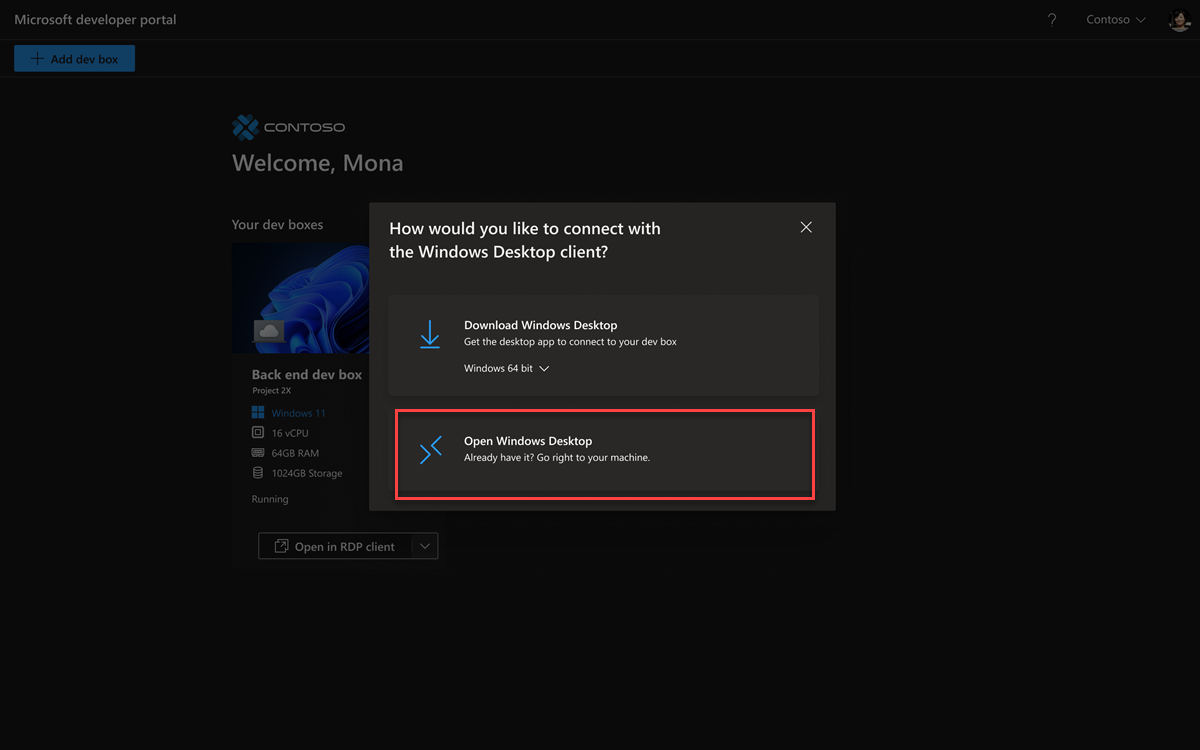 Microsoft developer portal
?
Contoso
Add dev box
CONTOSO
Welcome, Mona
Your dev boxes
Back end dev box
Project 2X
Windows 11
16 vCPU
64GB RAM
1024GB Storage
Running
Open in RDP client
How would you like to connect with
the Windows Desktop client?
Download Windows Desktop
Get the desktop app to connect to your dev box
Windows 64 bit
Open Windows Desktop
Already have it? Go right to your machine.